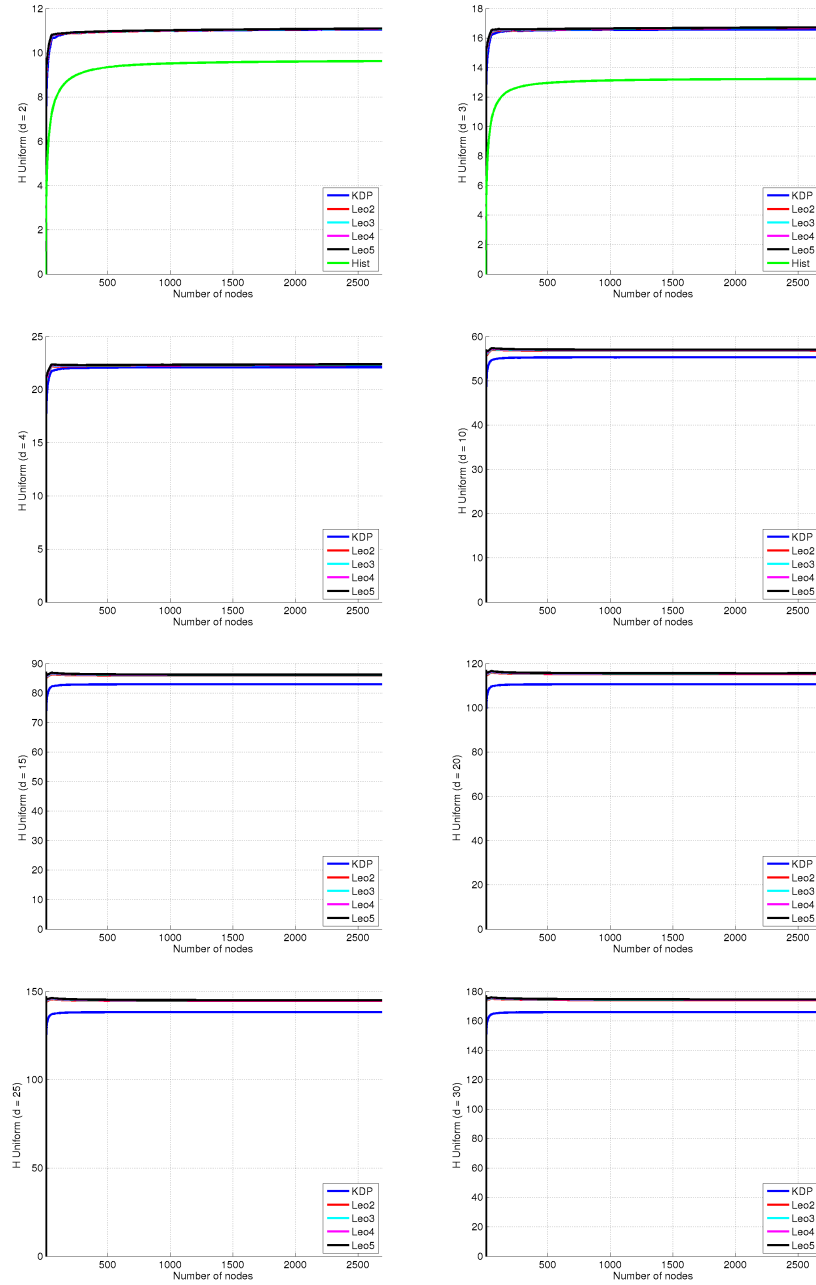 12
10
8
6
4
2
0
H Uniform (d = 2)
500 1000 1500 2000 2500
Number of nodes
KDP
Leo2
Leo3
Leo4
Leo5
Hist
18
16
14
12
10
8
6
4
2
0
H Uniform (d = 3)
500 1000 1500 2000 2500
Number of nodes
KDP
Leo2
Leo3
Leo4
Leo5
Hist
25
20
15
10
5
0
H Uniform (d = 4)
500 1000 1500 2000 2500
Number of nodes
KDP
Leo2
Leo3
Leo4
Leo5
60
50
40
30
20
10
0
H Uniform (d = 10)
500 1000 1500 2000 2500
Number of nodes
KDP
Leo2
Leo3
Leo4
Leo5
90
80
70
60
50
40
30
20
10
0
H Uniform (d = 15)
500 1000 1500 2000 2500
Number of nodes
KDP
Leo2
Leo3
Leo4
Leo5
120
100
80
60
40
20
0
H Uniform (d = 20)
500 1000 1500 2000 2500
Number of nodes
KDP
Leo2
Leo3
Leo4
Leo5
150
100
50
0
H Uniform (d = 25)
500 1000 1500 2000 2500
Number of nodes
KDP
Leo2
Leo3
Leo4
Leo5
180
160
140
120
100
80
60
40
20
0
H Uniform (d = 30)
500 1000 1500 2000 2500
Number of nodes
KDP
Leo2
Leo3
Leo4
Leo5